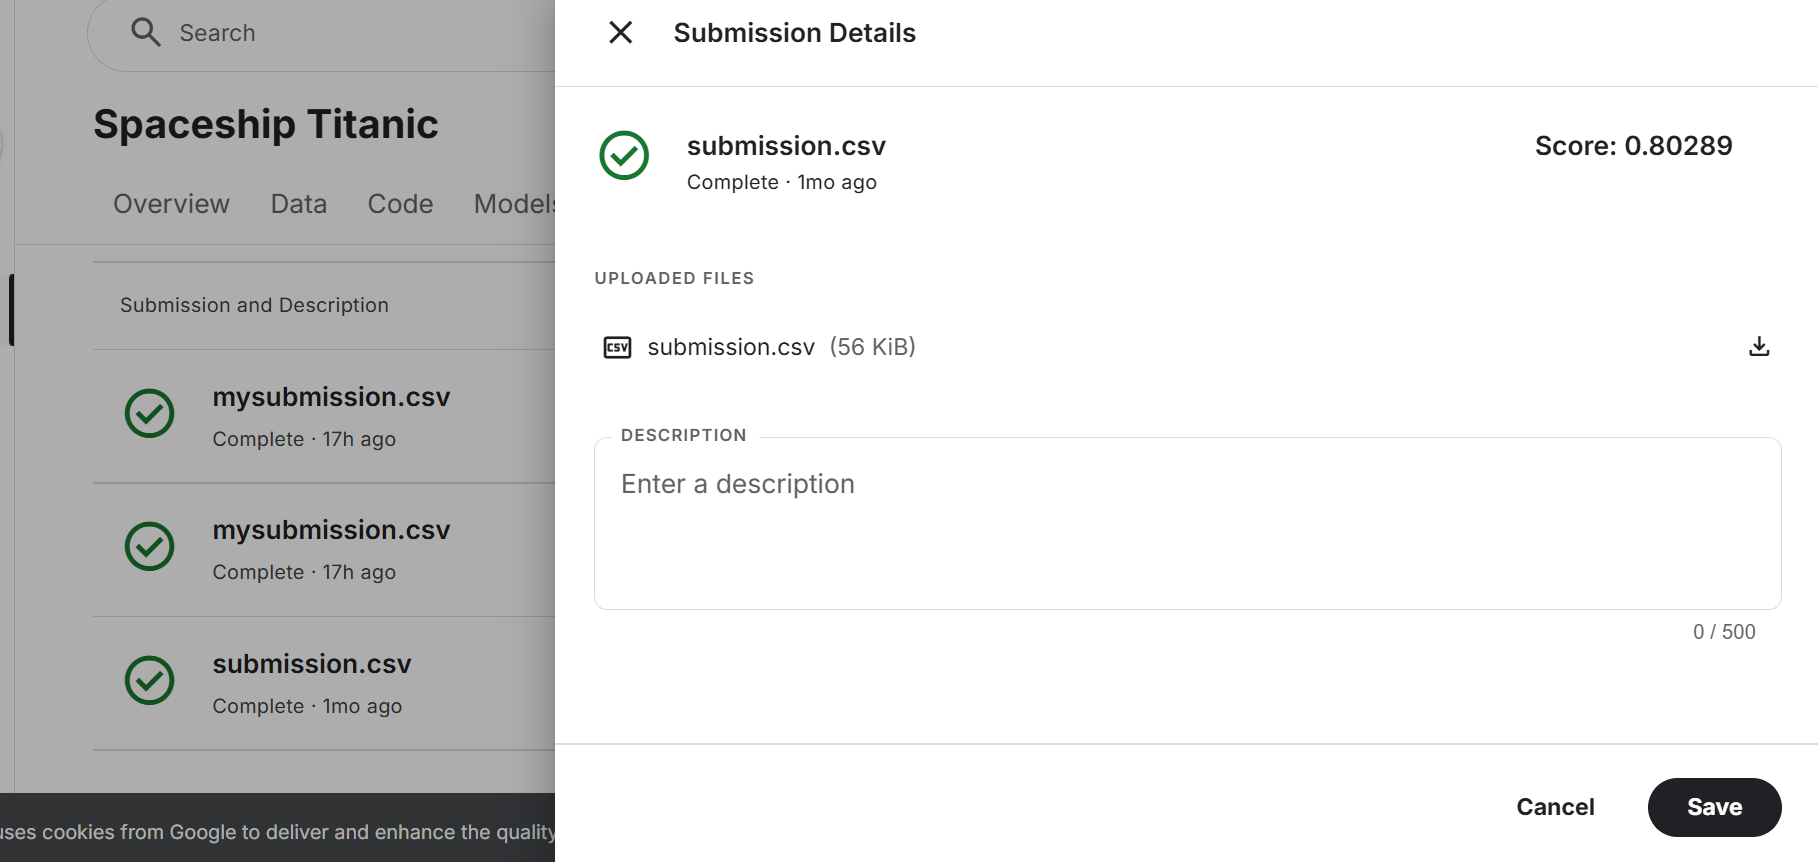 Search
Spaceship Titanic
Overview Data Code Models
Submission and Description
mysubmission.csv
Complete · 17h ago
mysubmission.csv
Complete · 17h ago
submission.csv
Complete · 1mo ago
uses cookies from Google to deliver and enhance the quality
Submission Details
submission.csv
Complete · 1mo ago
Score: 0.80289
UPLOADED FILES
CSV submission.csv (56 KiB)
DESCRIPTION
Enter a description
0 / 500
Cancel Save